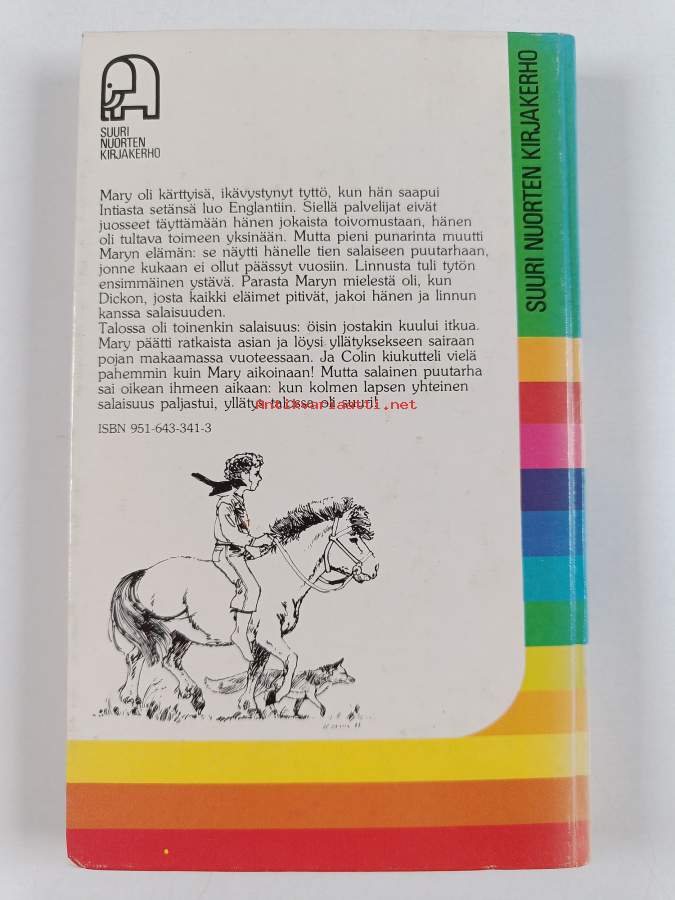 SUURI
NUORTEN
KIRJAKERHO
SUURI NUORTEN KIRJAKERHO
Mary oli kärttyisä, ikävystynyt tyttö, kun hän saapui
Intiasta setänsä luo Englantiin. Siellä palvelijat eivät
juosseet täyttämään hänen jokaista toivomustaan, hänen
oli tultava toimeen yksinään. Mutta pieni punarinta muutti
Maryn elämän: se näytti hänelle tien salaiseen puutarhaan,
jonne kukaan ei ollut päässyt vuosiin. Linnusta tuli tytön
ensimmäinen ystävä. Parasta Maryn mielestä oli, kun
Dickon, josta kaikki eläimet pitivät, jakoi hänen ja linnun
kanssa salaisuuden.
Talossa oli toinenkin salaisuus: öisin jostakin kuului itkua.
Mary päätti ratkaista asian ja löysi yllätyksekseen sairaan
pojan makaamassa vuoteessaan. Ja Colin kiukutteli vielä
pahemmin kuin Mary aikoinaan! Mutta salainen puutarha
sai oikean ihmeen aikaan: kun kolmen lapsen yhteinen
salaisuus paljastui, yllätys talossa oli suuri!
Antikvariaatti.net
ISBN 951-643-341-3